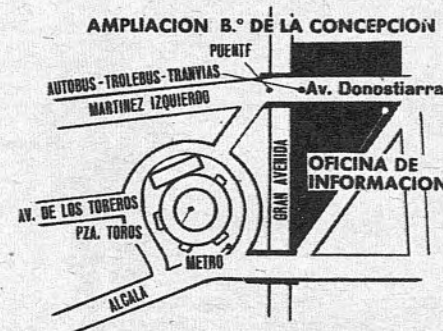 AMPLIACION B.º DE LA CONCEPCION
PUENTE
AUTOBUS-TROLEBUS-TRANVIAS
Av. Donostiarra
MARTINEZ IZQUIERDO
GRAN AVENIDA
OFICINA DE
INFORMACION
AV. DE LOS TOREROS
PZA. TOROS
METRO
ALCALA